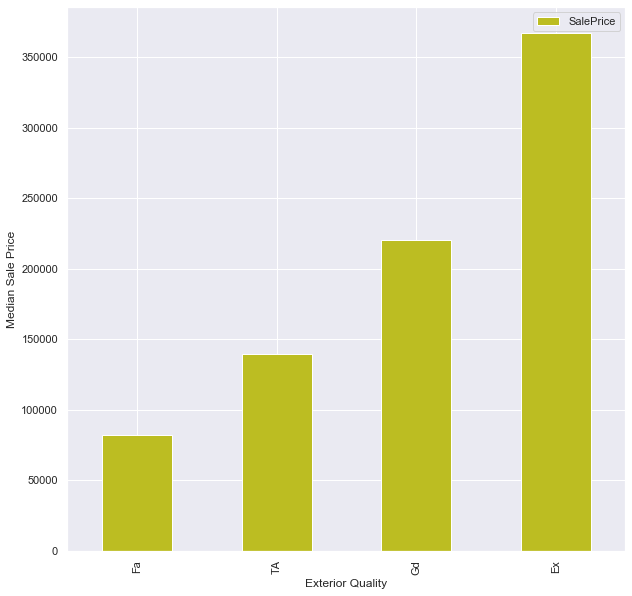 SalePrice
350000
300000
250000
200000
150000
100000
50000
0
Median Sale Price
Fa
TA
Gd
Ex
Exterior Quality